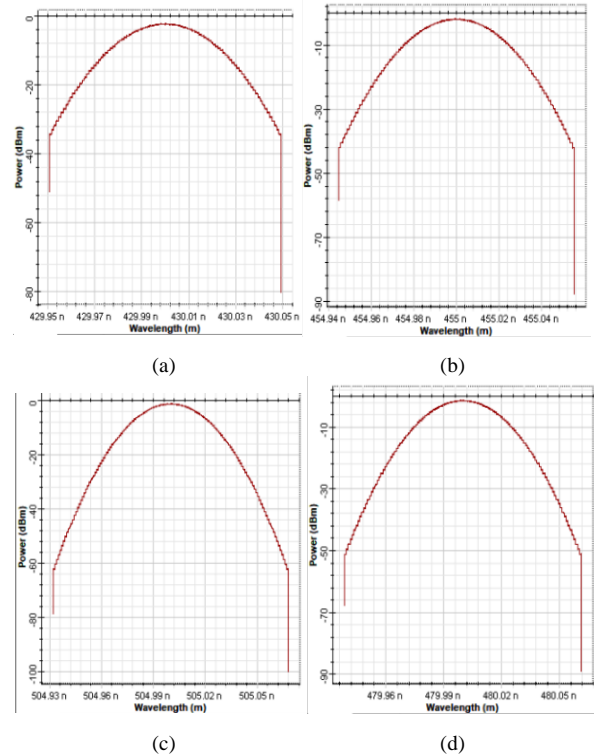 0
-20
-40
-60
-80
Power (dBm)
429.95 n 429.97 n 429.99 n 430.01 n 430.03 n 430.05 n
Wavelength (m)
(a)
-10
-30
-50
-70
-90
Power (dBm)
454.94 n 454.96 n 454.98 n 455 n 455.02 n 455.04 n
Wavelength (m)
(b)
0
-20
-40
-60
-80
-100
Power (dBm)
504.93 n 504.96 n 504.99 n 505.02 n 505.05 n
Wavelength (m)
(c)
-10
-30
-50
-70
-90
Power (dBm)
479.96 n 479.99 n 480.02 n 480.05 n
Wavelength (m)
(d)